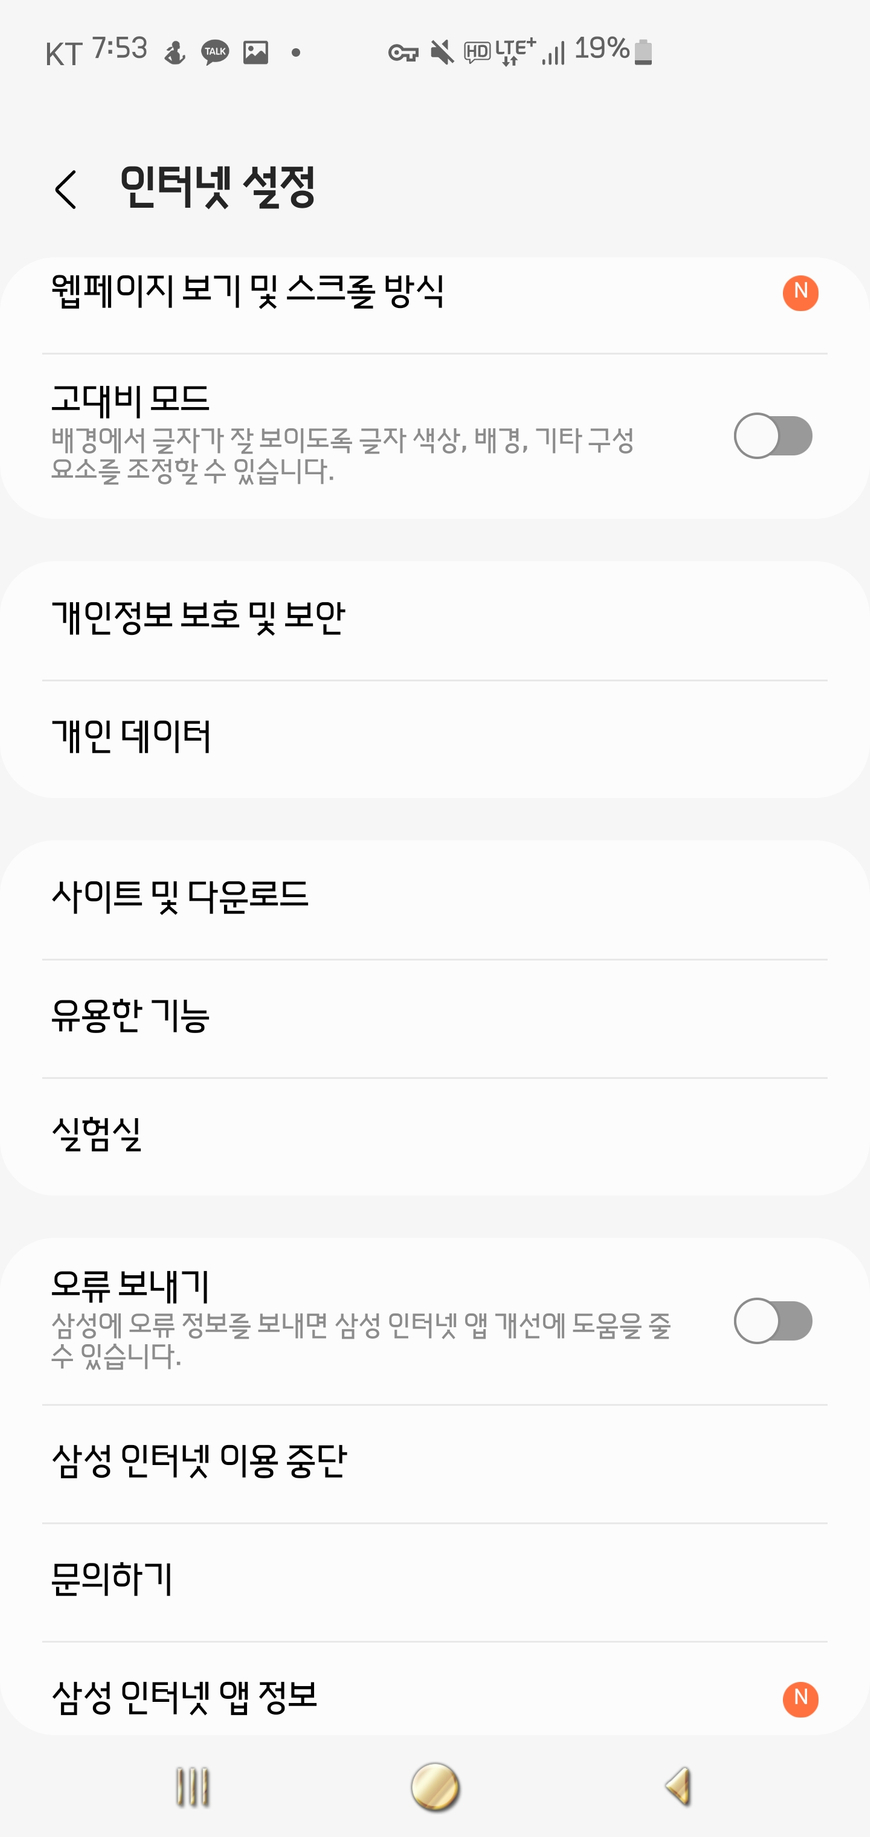 KT 7:53 TALK HD LTE+ 19%
인터넷 설정
웹페이지 보기 및 스크롤 방식 N
고대비 모드
배경에서 글자가 잘 보이도록 글자 색상, 배경, 기타 구성
요소를 조정할 수 있습니다.
개인정보 보호 및 보안
개인 데이터
사이트 및 다운로드
유용한 기능
실험실
오류 보내기
삼성에 오류 정보를 보내면 삼성 인터넷 앱 개선에 도움을 줄
수 있습니다.
삼성 인터넷 이용 중단
문의하기
삼성 인터넷 앱 정보 N